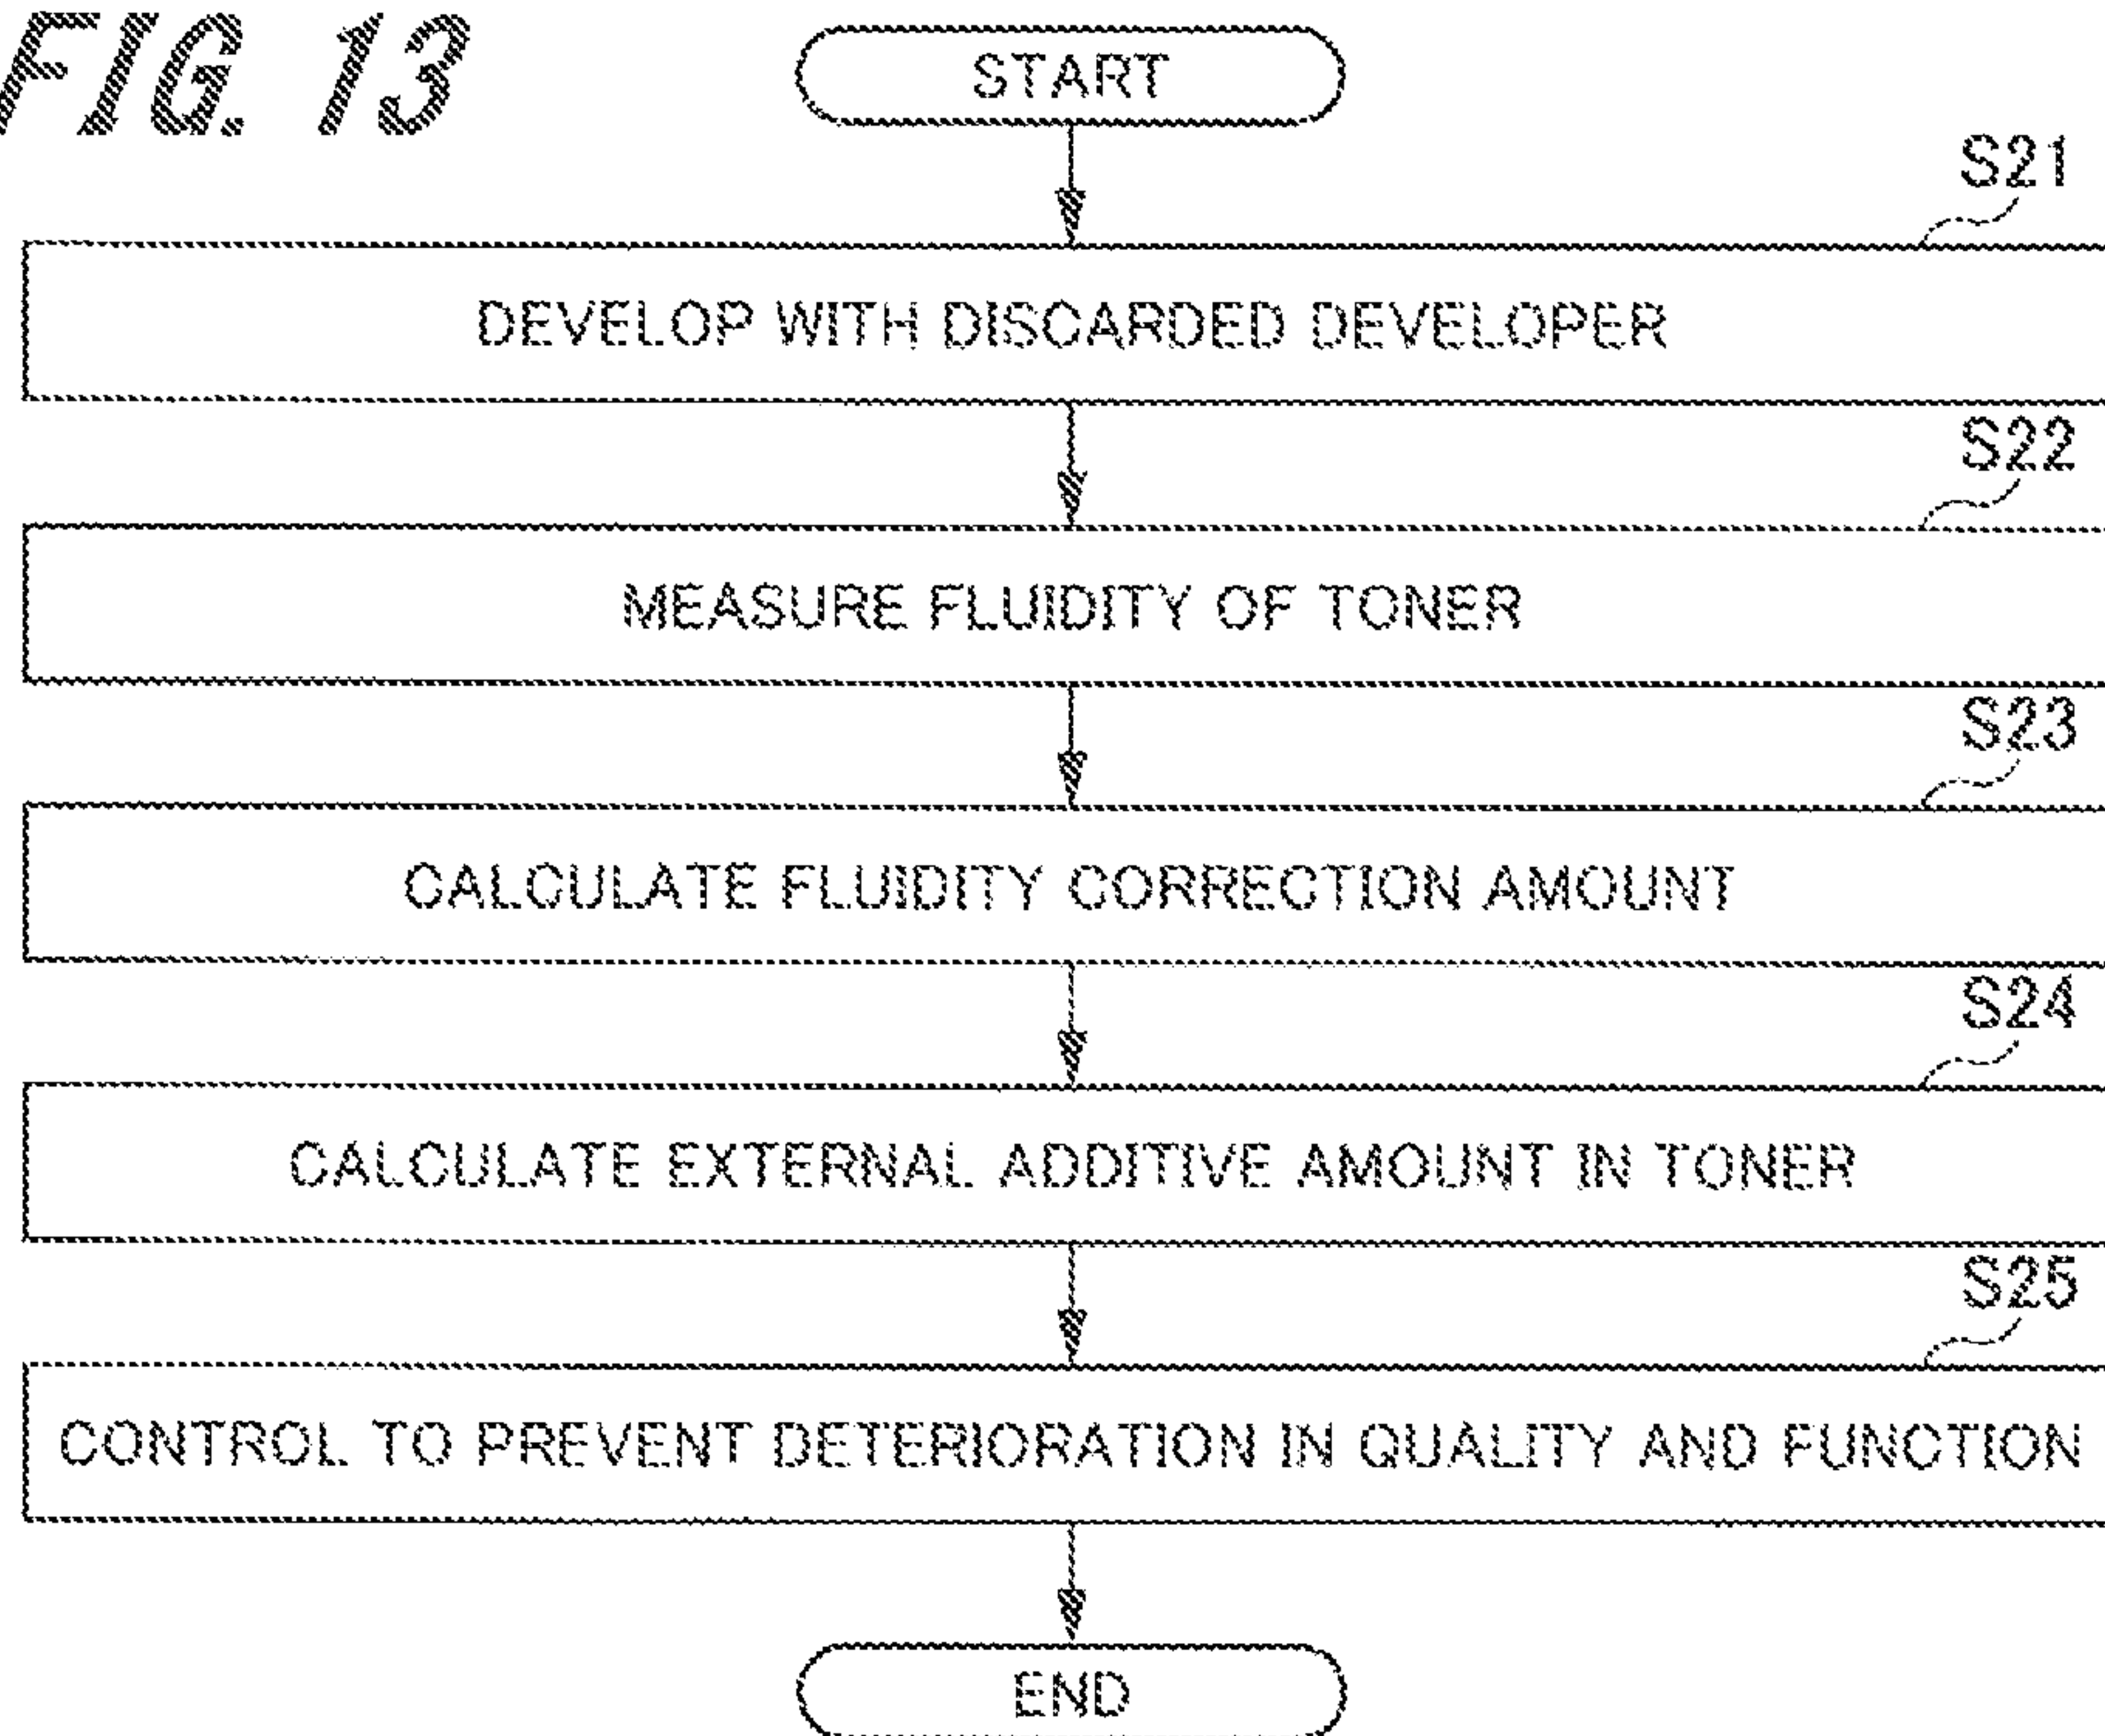 FIG. 13
START
S21
DEVELOP WITH DISCARDED DEVELOPER
S22
MEASURE FLUIDITY OF TONER
S23
CALCULATE FLUIDITY CORRECTION AMOUNT
S24
CALCULATE EXTERNAL ADDITIVE AMOUNT IN TONER
S25
CONTROL TO PREVENT DETERIORATION IN QUALITY AND FUNCTION
END